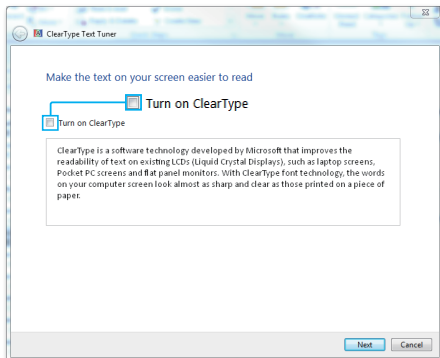 ClearType Text Tuner
Make the text on your screen easier to read
Turn on ClearType
Turn on ClearType
ClearType is a software technology developed by Microsoft that improves the
readability of text on existing LCDs (Liquid Crystal Displays), such as laptop screens,
Pocket PC screens and flat panel monitors. With ClearType font technology, the words
on your computer screen look almost as sharp and clear as those printed on a piece of
paper.
Next Cancel